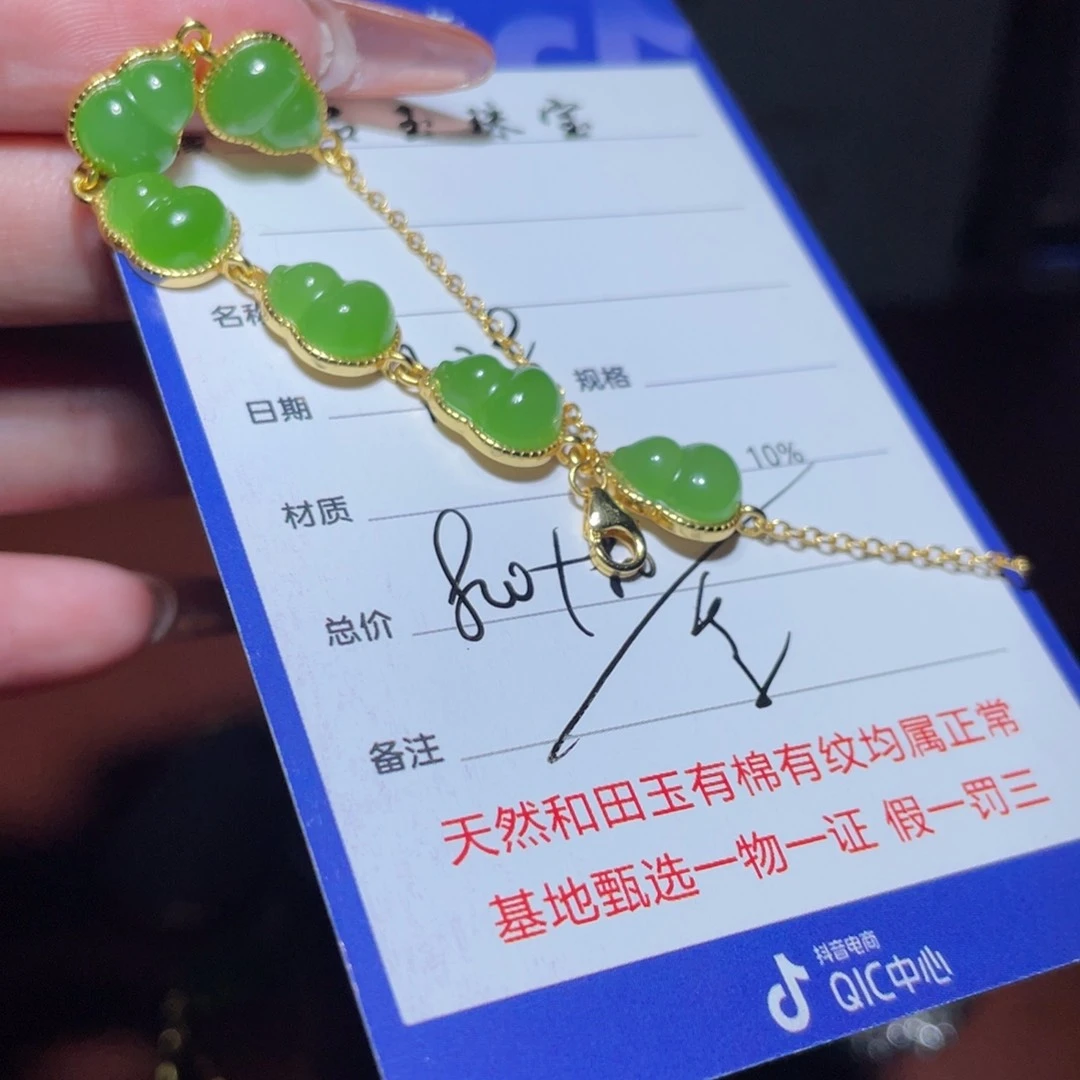 玉珠宝
名称
日期
规格
10%
材质
总价
备注
天然和田玉有棉有纹均属正常
基地甄选一物一证 假一罚三
抖音电商
QIC中心